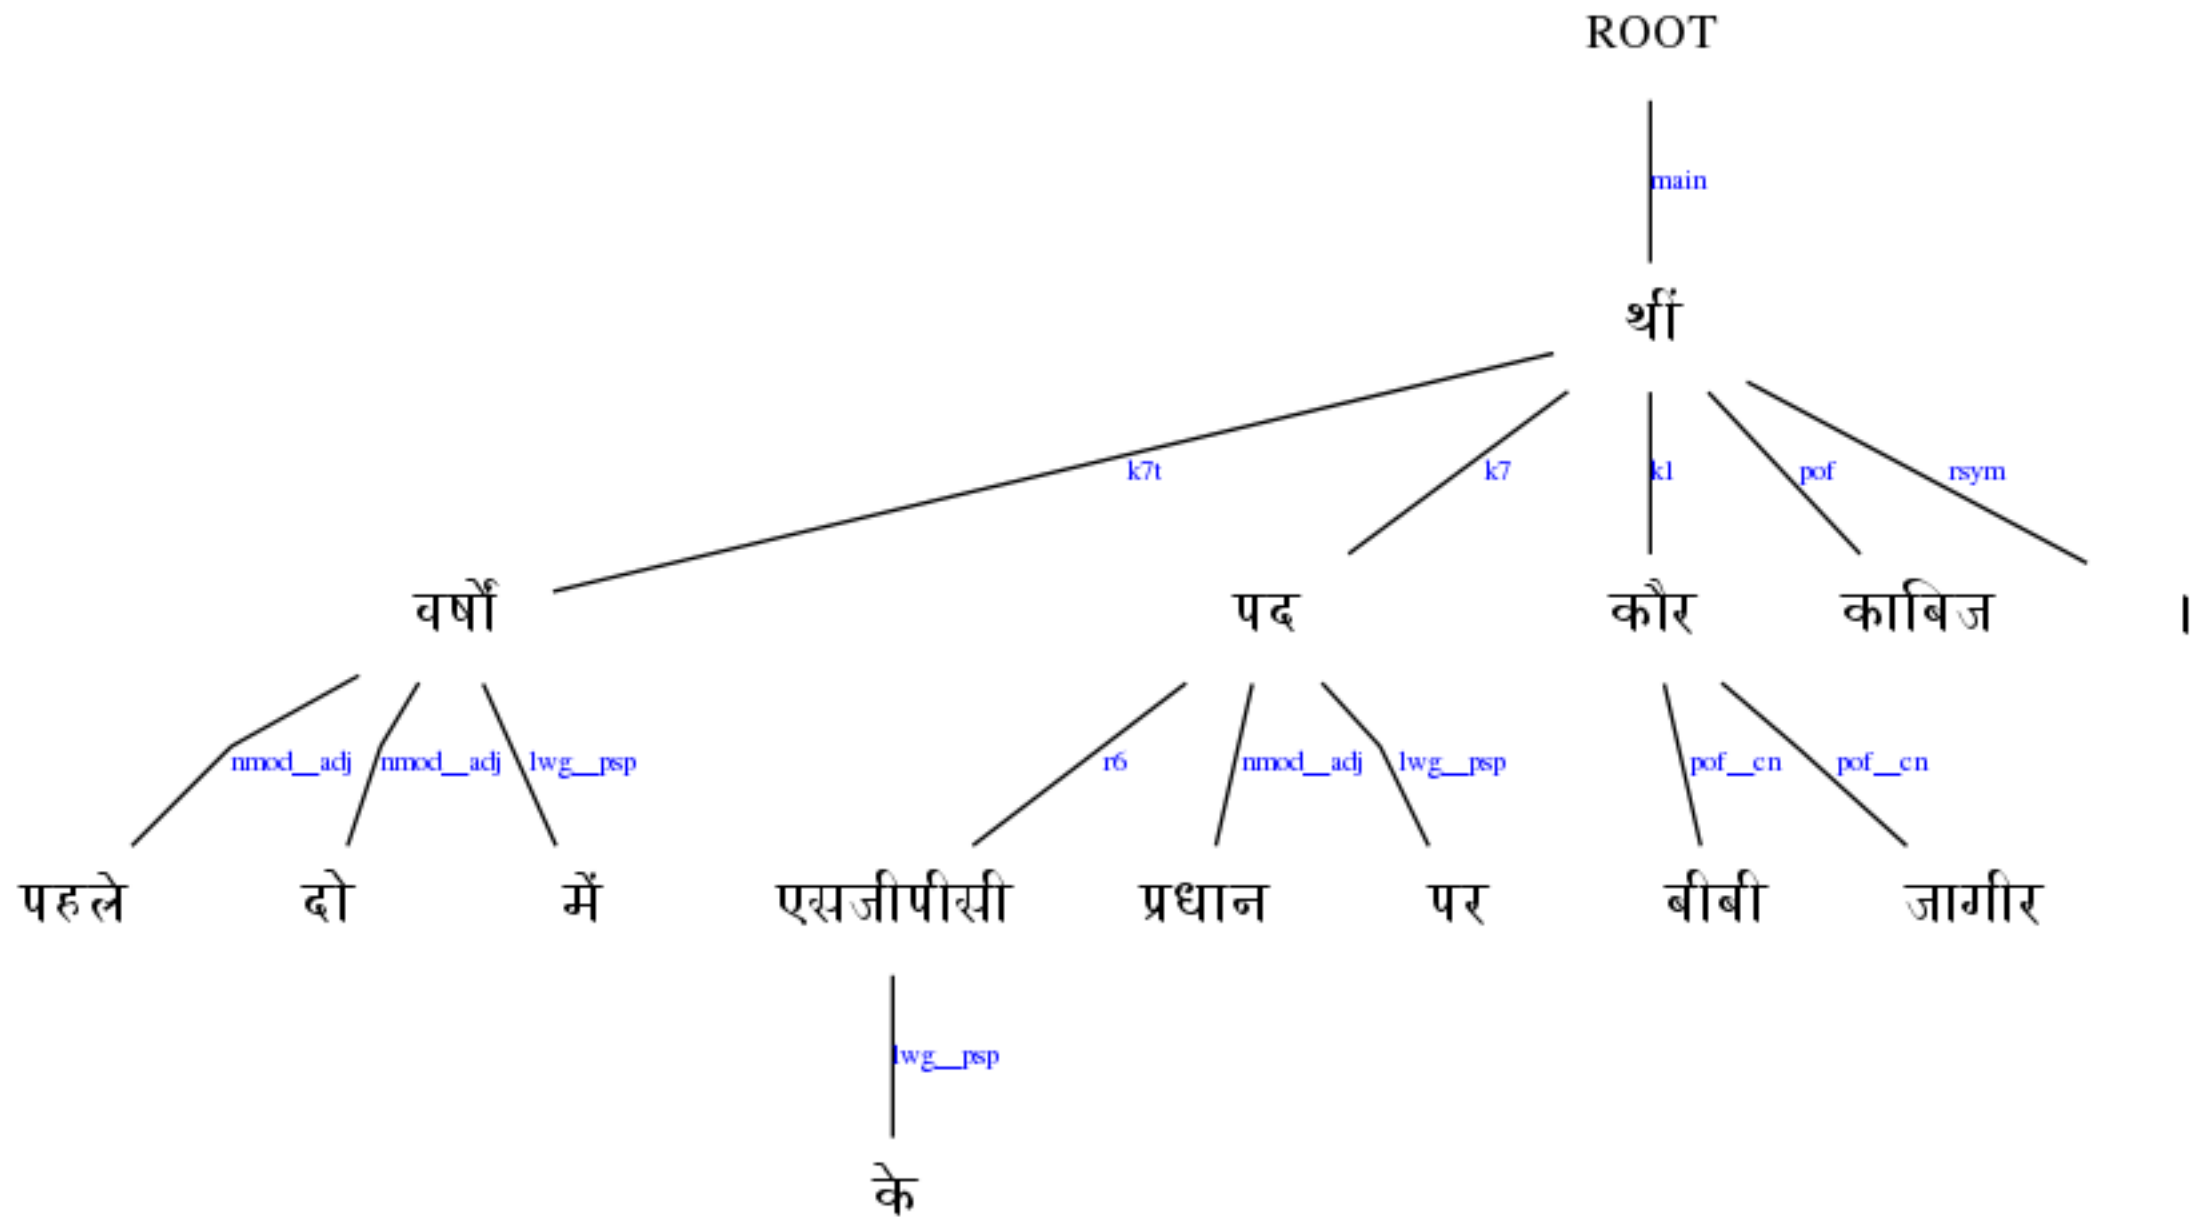 ROOT
main
थीं
k7t k7 k1 pof rsym
वर्षों पद कौर काबिज ।
nmod__adj nmod__adj lwg__psp r6 nmod__adj lwg__psp pof__cn pof__cn
पहले दो में एसजीपीसी प्रधान पर बीबी जागीर
lwg__psp
के